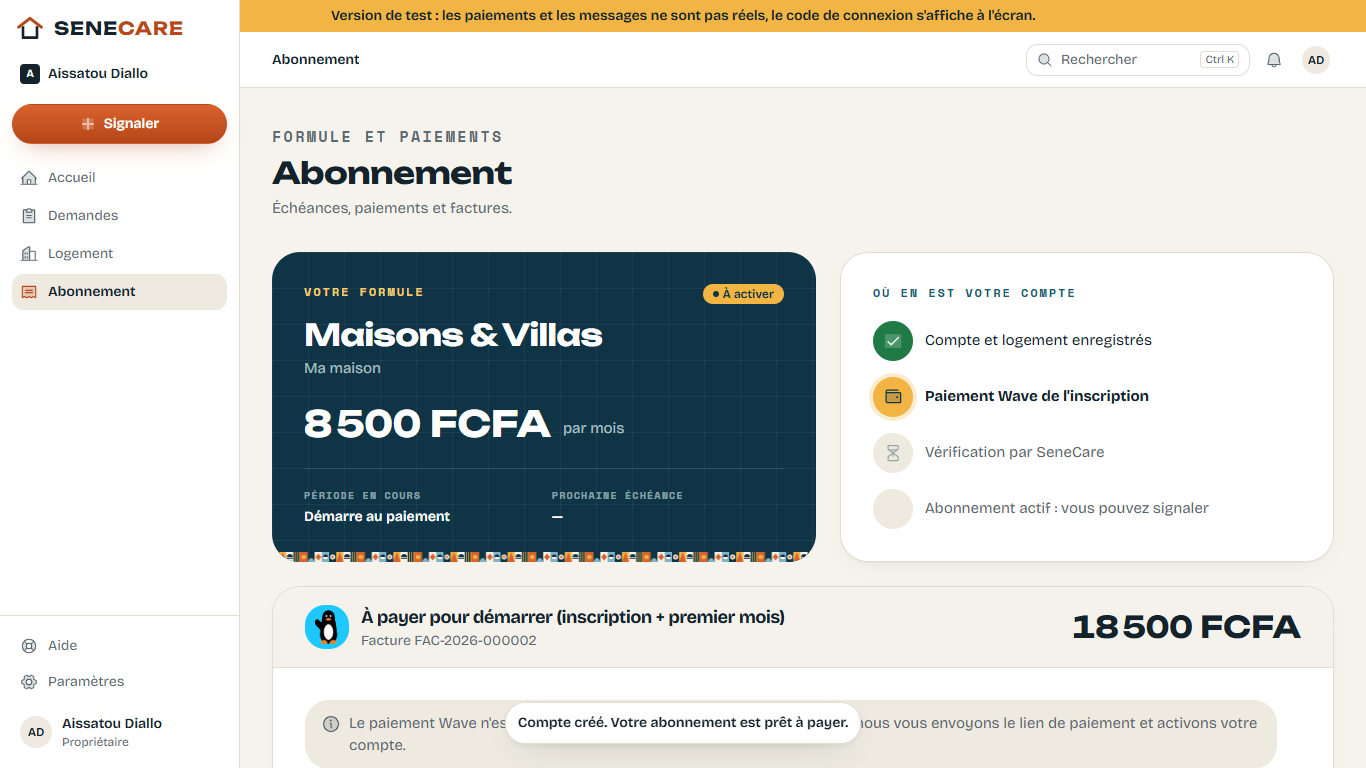 SENECARE
Aissatou Diallo
A
Signaler
Accueil
Demandes
Logement
Abonnement
Aide
Paramètres
AD
Aissatou Diallo
Propriétaire
Version de test : les paiements et les messages ne sont pas réels, le code de connexion s'affiche à l'écran.
Abonnement
Rechercher
Ctrl K
AD
FORMULE ET PAIEMENTS
Abonnement
Échéances, paiements et factures.
VOTRE FORMULE
À activer
Maisons & Villas
Ma maison
8 500 FCFA par mois
PÉRIODE EN COURS
Démarre au paiement
PROCHAINE ÉCHÉANCE
—
OÙ EN EST VOTRE COMPTE
Compte et logement enregistrés
Paiement Wave de l'inscription
Vérification par SeneCare
Abonnement actif : vous pouvez signaler
À payer pour démarrer (inscription + premier mois)
Facture FAC-2026-000002
18 500 FCFA
Le paiement Wave n'es
nous vous envoyons le lien de paiement et activons votre
compte.
Compte créé. Votre abonnement est prêt à payer.